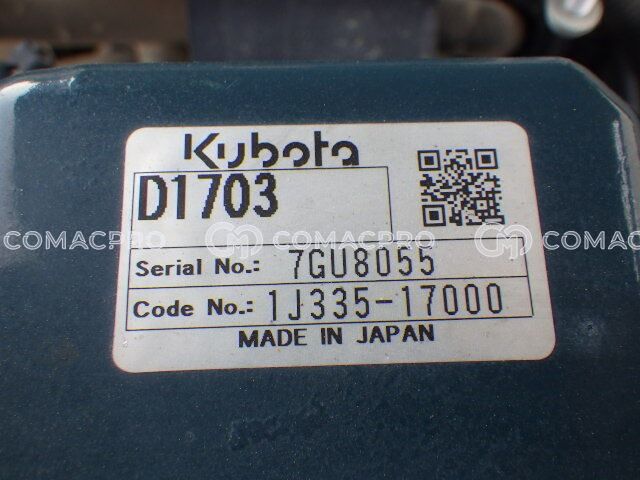 Kubota
D1703
COMACPRO COMACPRO COMACPRO
Serial No.: 7GU8055
Code No.: 1J335-17000
MADE IN JAPAN